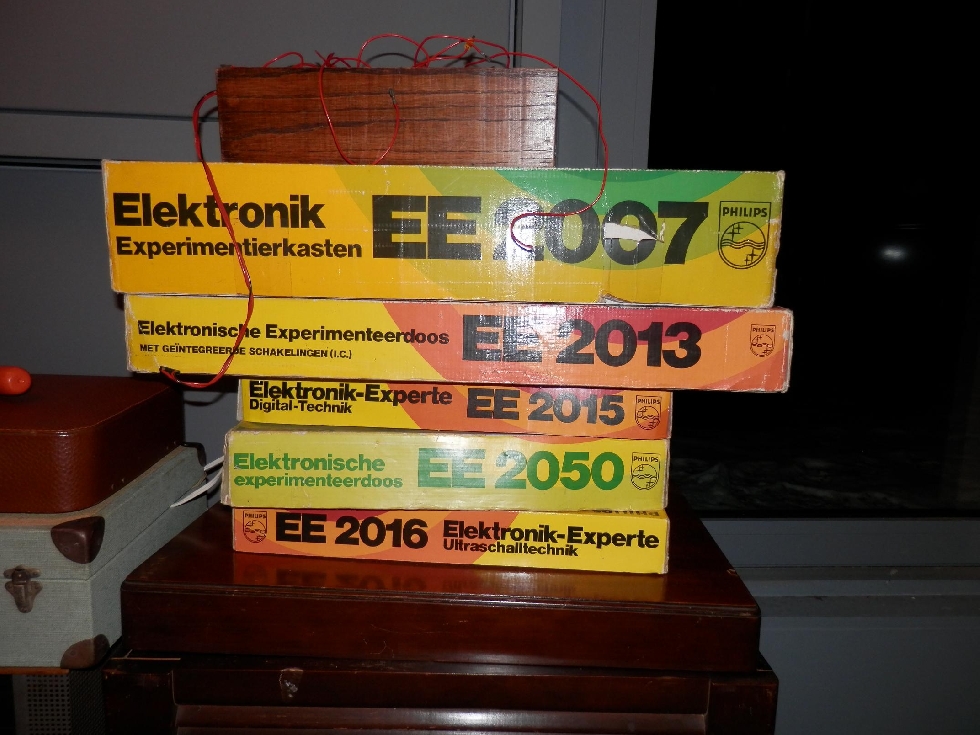 Elektronik
Experimentierkasten
EE 2007
PHILIPS
Elektronische Experimenteerdoos
MET GEÏNTEGREERDE SCHAKELINGEN (I.C.)
EE 2013
PHILIPS
Elektronik-Experte
Digital-Technik
EE 2015
PHILIPS
Elektronische
experimenteerdoos
EE 2050
PHILIPS
PHILIPS
EE 2016
Elektronik-Experte
Ultraschalltechnik